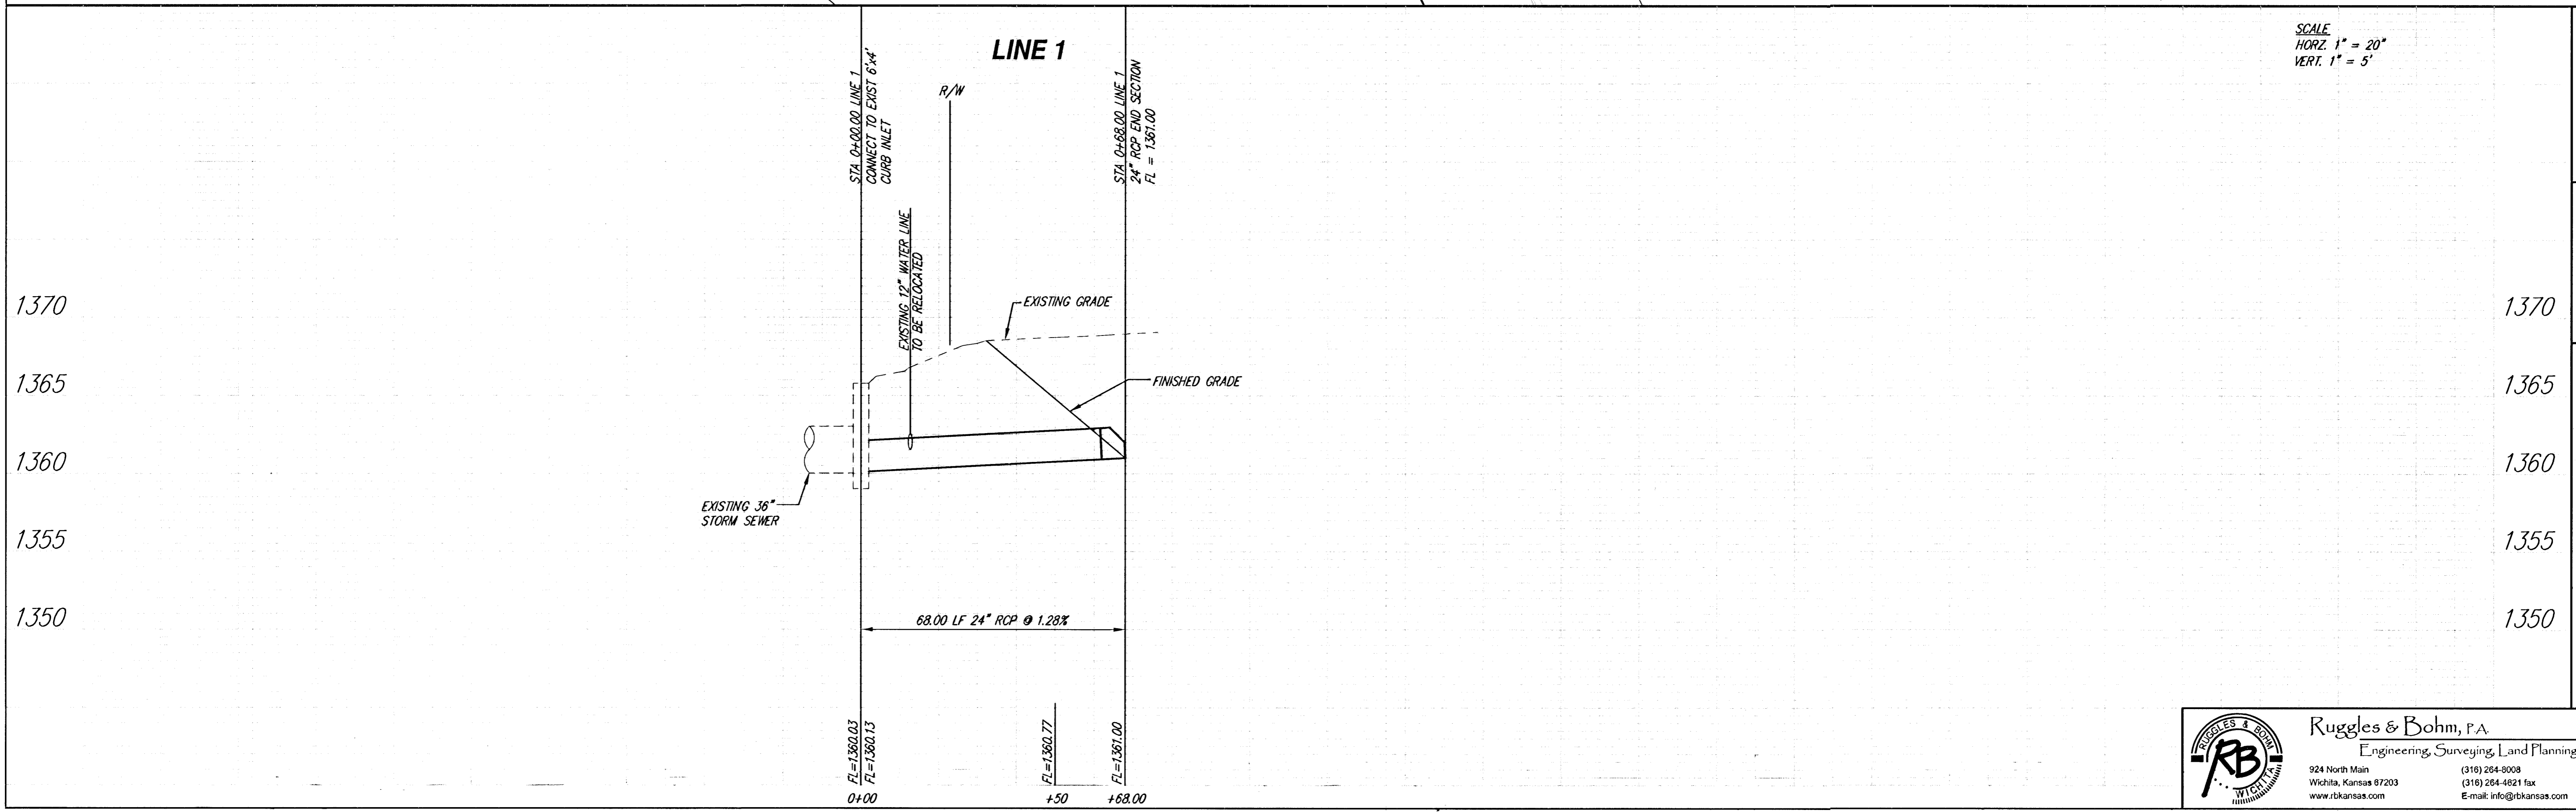 LINE 1
SCALE
HORZ. 1" = 20"
VERT. 1" = 5'
STA 0+00.00 LINE 1
CONNECT TO EXIST 6'x4'
CURB INLET
R/W
STA 0+68.00 LINE 1
24" RCP END SECTION
FL = 1361.00
EXISTING 12" WATER LINE
TO BE RELOCATED
1370
EXISTING GRADE
1370
1365
FINISHED GRADE
1365
1360
1360
EXISTING 36"
STORM SEWER
1355
1355
1350
68.00 LF 24" RCP @ 1.28%
1350
FL=1360.03
FL=1360.13
FL=1360.77
FL=1361.00
0+00
+50
+68.00
RUGGLES & BOHM
RB
WICHITA
Ruggles & Bohm, P.A.
Engineering, Surveying, Land Planning
924 North Main
(316) 264-8008
Wichita, Kansas 67203
(316) 264-4621 fax
www.rbkansas.com
E-mail: info@rbkansas.com